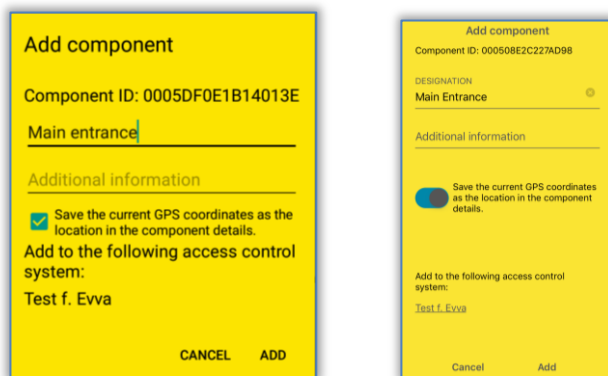 Add component
Component ID: 0005DF0E1B14013E
Main entrance
Additional information
Save the current GPS coordinates as the
location in the component details.
Add to the following access control
system:
Test f. Evva
CANCEL ADD
Add component
Component ID: 000508E2C227AD98
DESIGNATION
Main Entrance
Additional information
Save the current GPS coordinates
as the location in the component
details.
Add to the following access control
system:
Test f. Evva
Cancel Add